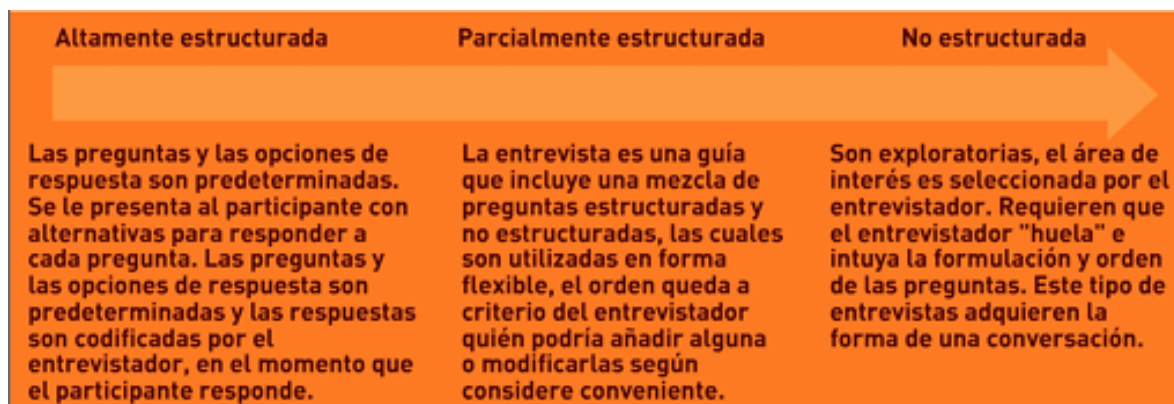 Altamente estructurada
Parcialmente estructurada
No estructurada
Las preguntas y las opciones de
respuesta son predeterminadas.
Se le presenta al participante con
alternativas para responder a
cada pregunta. Las preguntas y
las opciones de respuesta son
predeterminadas y las respuestas
son codificadas por el
entrevistador, en el momento que
el participante responde.
La entrevista es una guía
que incluye una mezcla de
preguntas estructuradas y
no estructuradas, las cuales
son utilizadas en forma
flexible, el orden queda a
criterio del entrevistador
quién podría añadir alguna
o modificarlas según
considere conveniente.
Son exploratorias, el área de
interés es seleccionada por el
entrevistador. Requieren que
el entrevistador "huela" e
intuya la formulación y orden
de las preguntas. Este tipo de
entrevistas adquieren la
forma de una conversación.